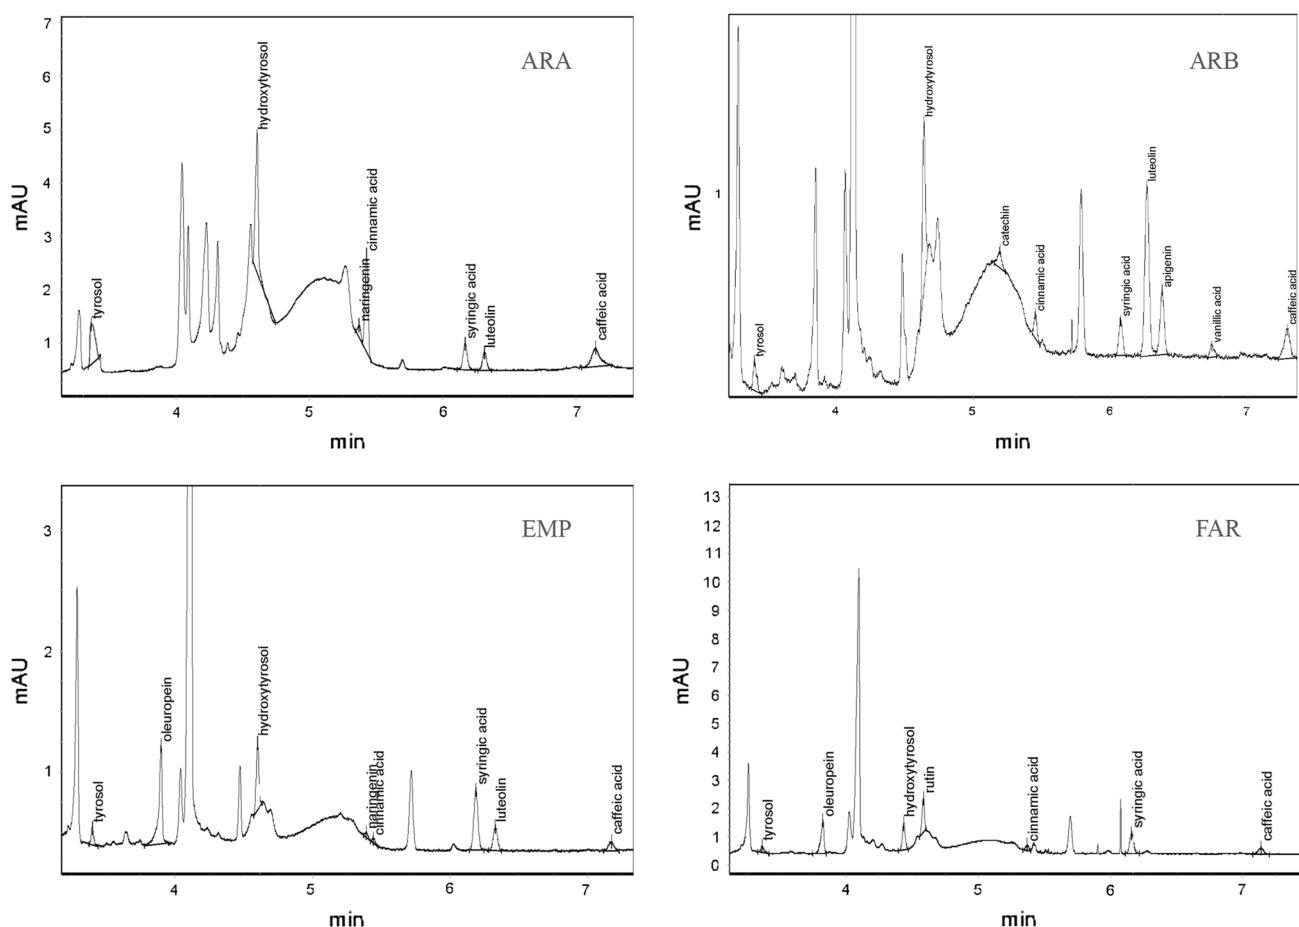 ARA
7
6
5
4
3
2
1
mAU
tyrosol
hydroxytyrosol
naringenin
cinnamic acid
syringic acid
luteolin
caffeic acid
4 5 6 7
min
ARB
1
mAU
tyrosol
hydroxytyrosol
catechin
cinnamic acid
syringic acid
luteolin
apigenin
vanillic acid
caffeic acid
4 5 6 7
min
EMP
3
2
1
mAU
tyrosol
oleuropein
hydroxytyrosol
naringenin
cinnamic acid
syringic acid
luteolin
caffeic acid
4 5 6 7
min
FAR
13
12
11
10
9
8
7
6
5
4
3
2
1
0
mAU
tyrosol
oleuropein
hydroxytyrosol
rutin
cinnamic acid
syringic acid
caffeic acid
4 5 6 7
min